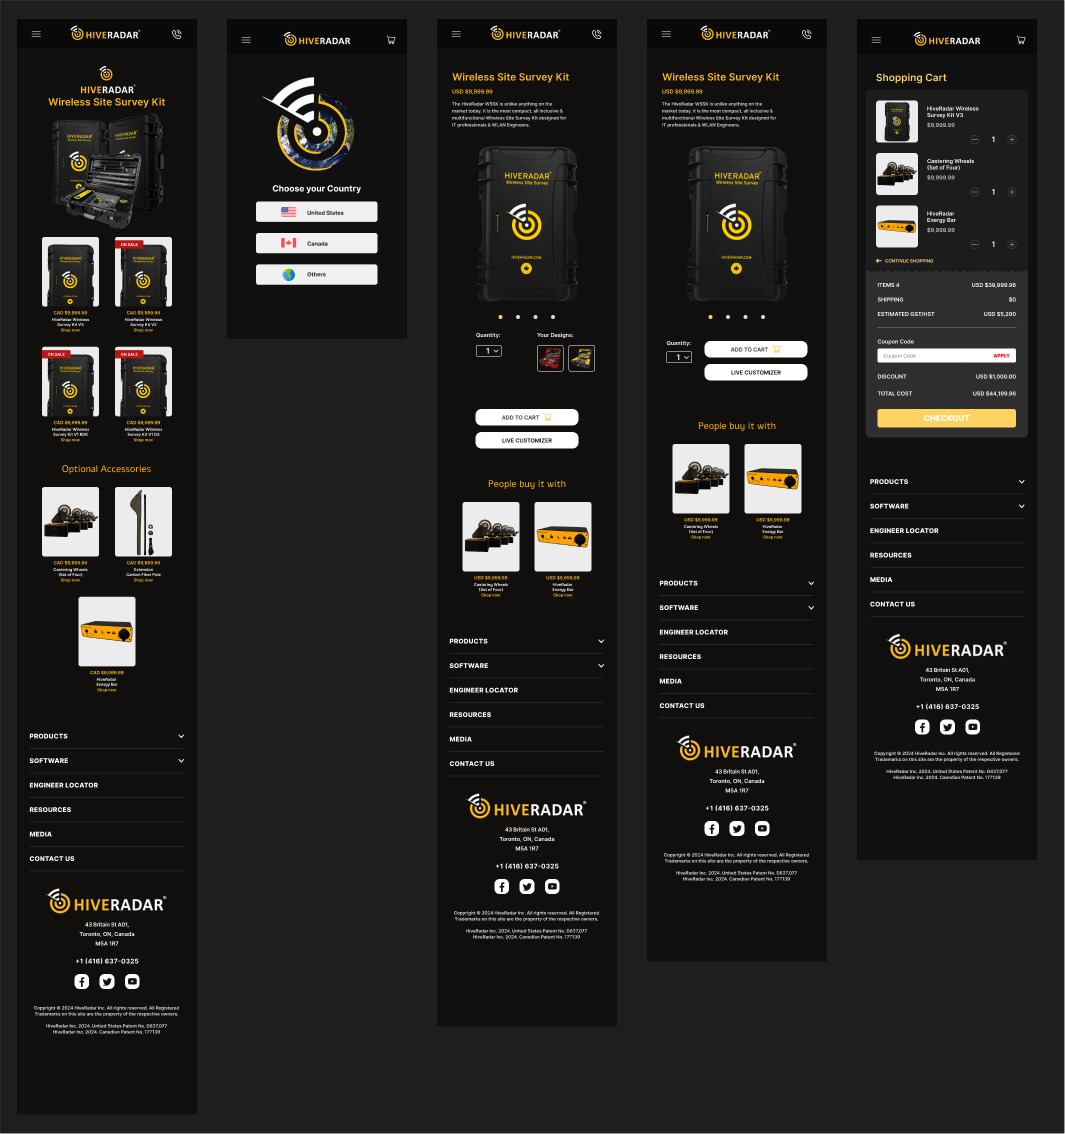 HIVERADAR
HIVERADAR
Wireless Site Survey Kit
ON SALE
CAD $9,999.99
HiveRadar Wireless
Survey Kit V3
Shop now
CAD $9,999.99
HiveRadar Wireless
Survey Kit V2
Shop now
ON SALE
ON SALE
CAD $9,999.99
HiveRadar Wireless
Survey Kit V1 ROK
Shop now
CAD $9,999.99
HiveRadar Wireless
Survey Kit V1 DS
Shop now
Optional Accessories
CAD $9,999.99
Castering Wheels
(Set of Four)
Shop now
CAD $9,999.99
Extension
Carbon Fiber Pole
Shop now
CAD $9,999.99
HiveRadar
Energy Bar
Shop now
PRODUCTS
SOFTWARE
ENGINEER LOCATOR
RESOURCES
MEDIA
CONTACT US
HIVERADAR
43 Britain St A01,
Toronto, ON, Canada
M5A 1R7
+1 (416) 637-0325
Copyright © 2024 HiveRadar Inc. All rights reserved. All Registered
Trademarks on this site are the property of the respective owners.
HiveRadar Inc. 2024. United States Patent No. D637,077
HiveRadar Inc. 2024. Canadian Patent No. 177139
HIVERADAR
Choose your Country
United States
Canada
Others
HIVERADAR
Wireless Site Survey Kit
USD $9,999.99
The HiveRadar WSSK is unlike anything on the
market today. It is the most compact, all inclusive &
multifunctional Wireless Site Survey Kit designed for
IT professionals & WLAN Engineers.
HIVERADAR
Wireless Site Survey
HIVERADAR.COM
Quantity:
1
Your Designs:
ADD TO CART
LIVE CUSTOMIZER
People buy it with
USD $9,999.99
Castering Wheels
(Set of Four)
Shop now
USD $9,999.99
HiveRadar
Energy Bar
Shop now
PRODUCTS
SOFTWARE
ENGINEER LOCATOR
RESOURCES
MEDIA
CONTACT US
HIVERADAR
43 Britain St A01,
Toronto, ON, Canada
M5A 1R7
+1 (416) 637-0325
Copyright © 2024 HiveRadar Inc. All rights reserved. All Registered
Trademarks on this site are the property of the respective owners.
HiveRadar Inc. 2024. United States Patent No. D637,077
HiveRadar Inc. 2024. Canadian Patent No. 177139
HIVERADAR
Wireless Site Survey Kit
USD $9,999.99
The HiveRadar WSSK is unlike anything on the
market today. It is the most compact, all inclusive &
multifunctional Wireless Site Survey Kit designed for
IT professionals & WLAN Engineers.
HIVERADAR
Wireless Site Survey
HIVERADAR.COM
Quantity:
1
ADD TO CART
LIVE CUSTOMIZER
People buy it with
USD $9,999.99
Castering Wheels
(Set of Four)
Shop now
USD $9,999.99
HiveRadar
Energy Bar
Shop now
PRODUCTS
SOFTWARE
ENGINEER LOCATOR
RESOURCES
MEDIA
CONTACT US
HIVERADAR
43 Britain St A01,
Toronto, ON, Canada
M5A 1R7
+1 (416) 637-0325
Copyright © 2024 HiveRadar Inc. All rights reserved. All Registered
Trademarks on this site are the property of the respective owners.
HiveRadar Inc. 2024. United States Patent No. D637,077
HiveRadar Inc. 2024. Canadian Patent No. 177139
HIVERADAR
Shopping Cart
HiveRadar Wireless
Survey Kit V3
$9,999.99
1
Castering Wheels
(Set of Four)
$9,999.99
1
HiveRadar
Energy Bar
$9,999.99
1
CONTINUE SHOPPING
ITEMS 4 USD $39,999.96
SHIPPING $0
ESTIMATED GST/HST USD $5,200
Coupon Code
Coupon Code APPLY
DISCOUNT USD $1,000.00
TOTAL COST USD $44,199.96
CHECKOUT
PRODUCTS
SOFTWARE
ENGINEER LOCATOR
RESOURCES
MEDIA
CONTACT US
HIVERADAR
43 Britain St A01,
Toronto, ON, Canada
M5A 1R7
+1 (416) 637-0325
Copyright © 2024 HiveRadar Inc. All rights reserved. All Registered
Trademarks on this site are the property of the respective owners.
HiveRadar Inc. 2024. United States Patent No. D637,077
HiveRadar Inc. 2024. Canadian Patent No. 177139